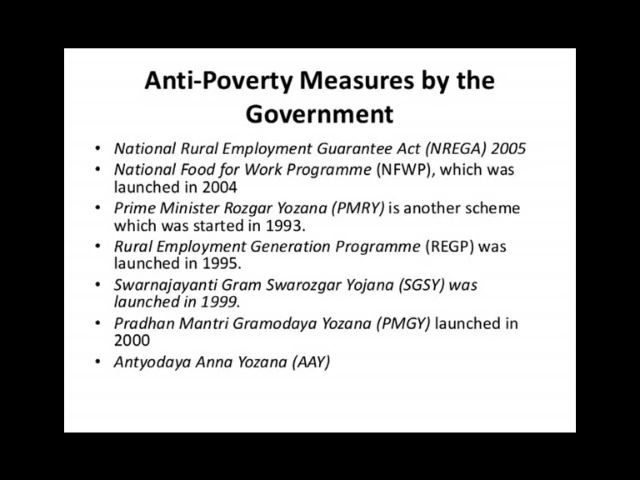 Anti-Poverty Measures by the
Government
• National Rural Employment Guarantee Act (NREGA) 2005
• National Food for Work Programme (NFWP), which was
launched in 2004
• Prime Minister Rozgar Yozana (PMRY) is another scheme
which was started in 1993.
• Rural Employment Generation Programme (REGP) was
launched in 1995.
• Swarnajayanti Gram Swarozgar Yojana (SGSY) was
launched in 1999.
• Pradhan Mantri Gramodaya Yozana (PMGY) launched in
2000
• Antyodaya Anna Yozana (AAY)